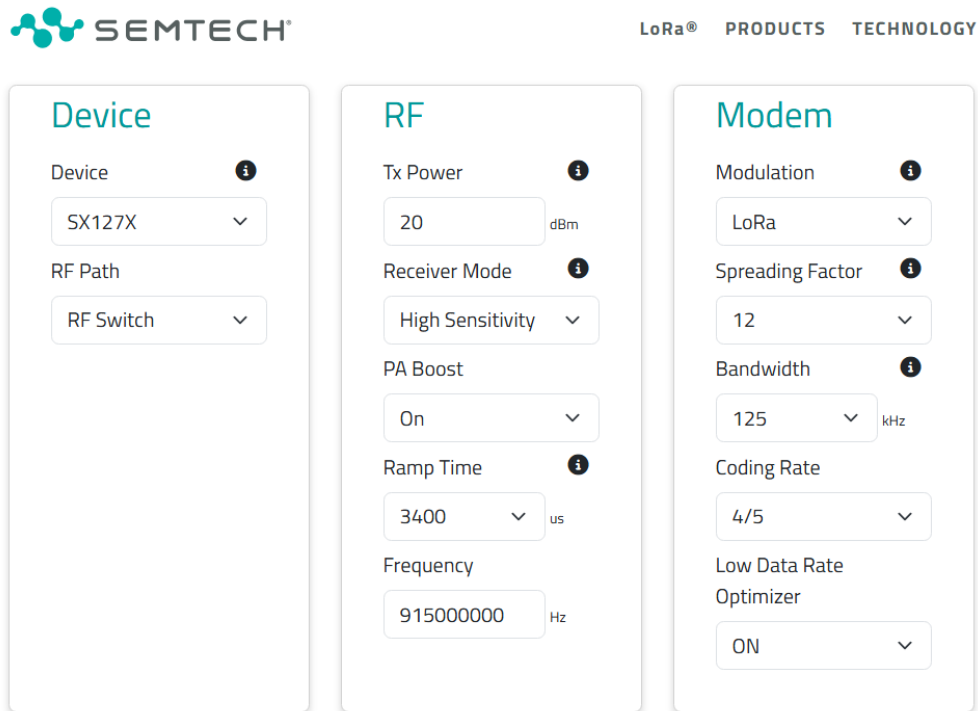 SEMTECH®
LoRa® PRODUCTS TECHNOLOGY
Device
Device
SX127X
RF Path
RF Switch
RF
Tx Power
20 dBm
Receiver Mode
High Sensitivity
PA Boost
On
Ramp Time
3400 us
Frequency
915000000 Hz
Modem
Modulation
LoRa
Spreading Factor
12
Bandwidth
125 kHz
Coding Rate
4/5
Low Data Rate
Optimizer
ON